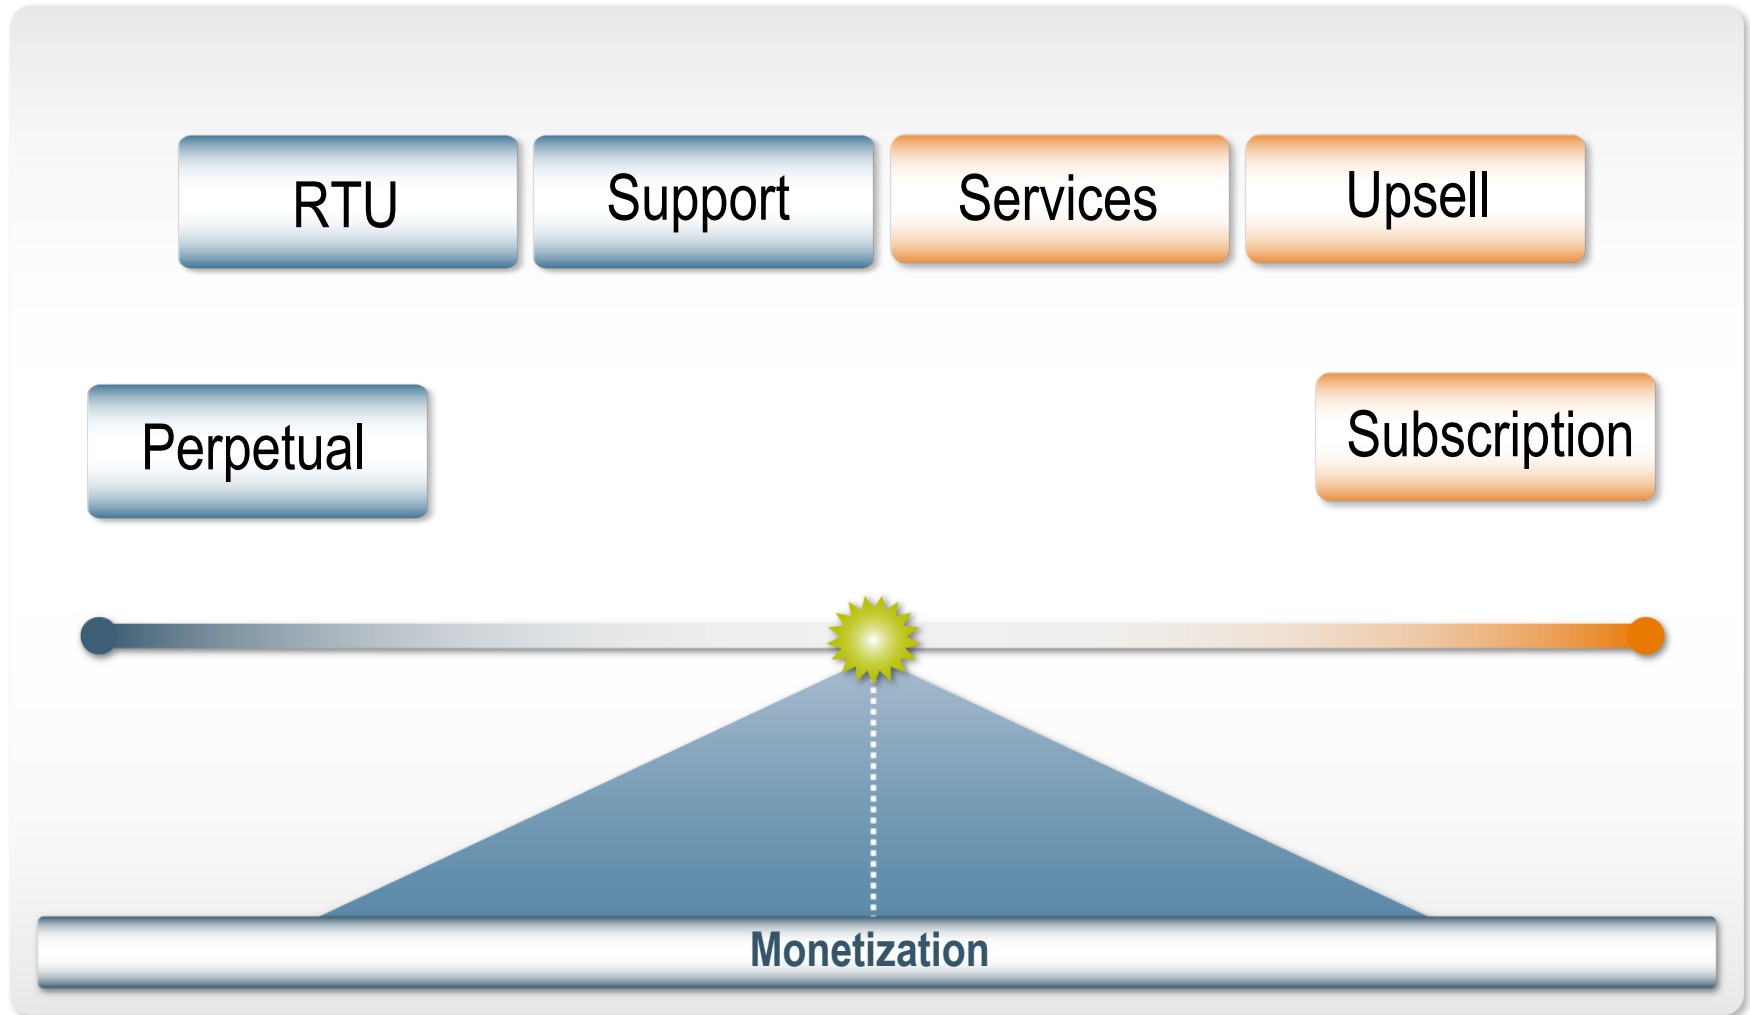 RTU
Support
Services
Upsell
Perpetual
Subscription
Monetization